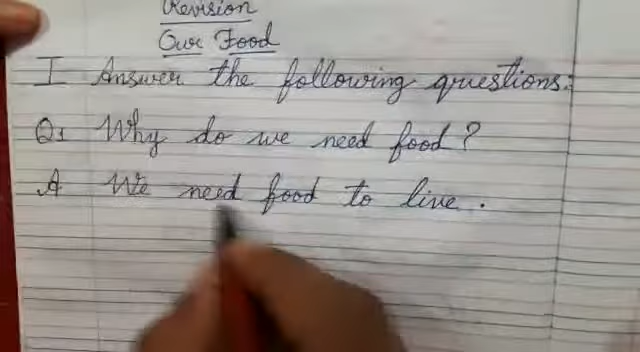 Revision
Our Food
I Answer the following questions:
Q1 Why do we need food?
A We need food to live.